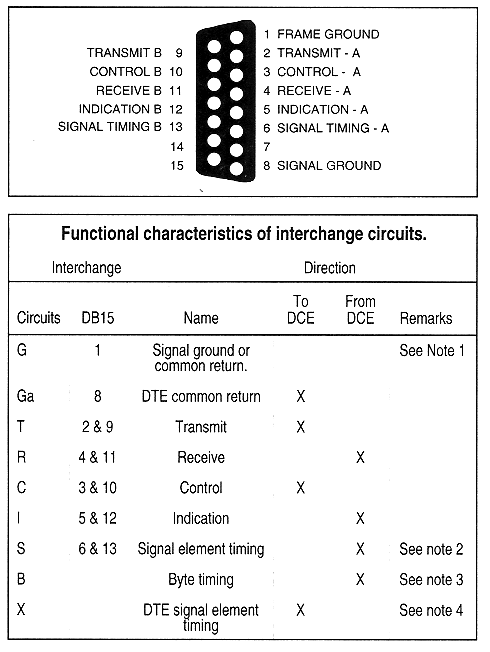 1 FRAME GROUND
TRANSMIT B 9
2 TRANSMIT - A
CONTROL B 10
3 CONTROL - A
RECEIVE B 11
4 RECEIVE - A
INDICATION B 12
5 INDICATION - A
SIGNAL TIMING B 13
6 SIGNAL TIMING - A
14
7
15
8 SIGNAL GROUND
Functional characteristics of interchange circuits.
Interchange Direction
To From
Circuits DB15 Name DCE DCE Remarks
G 1 Signal ground or See Note 1
common return.
Ga 8 DTE common return X
T 2 & 9 Transmit X
R 4 & 11 Receive X
C 3 & 10 Control X
I 5 & 12 Indication X
S 6 & 13 Signal element timing X See note 2
B Byte timing X See note 3
X DTE signal element X See note 4
timing